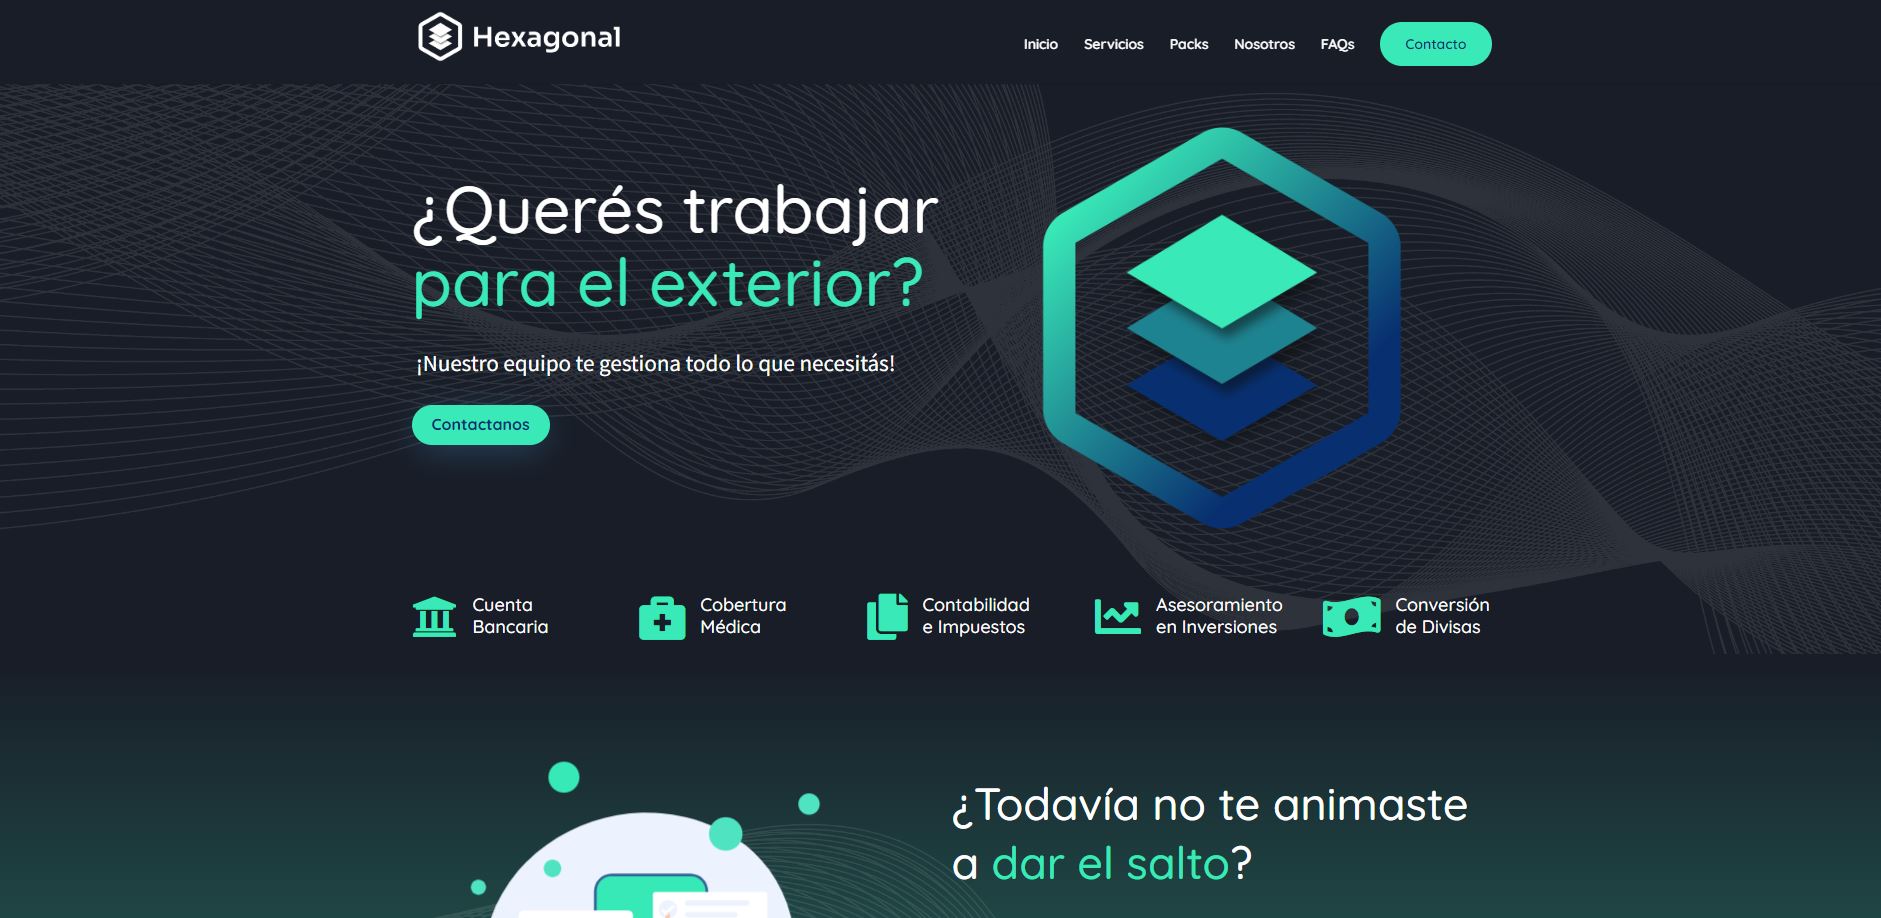 Hexagonal
Inicio
Servicios
Packs
Nosotros
FAQs
Contacto
¿Querés trabajar
para el exterior?
¡Nuestro equipo te gestiona todo lo que necesitás!
Contactanos
Cuenta
Bancaria
Cobertura
Médica
Contabilidad
e Impuestos
Asesoramiento
en Inversiones
Conversión
de Divisas
¿Todavía no te animaste
a dar el salto?